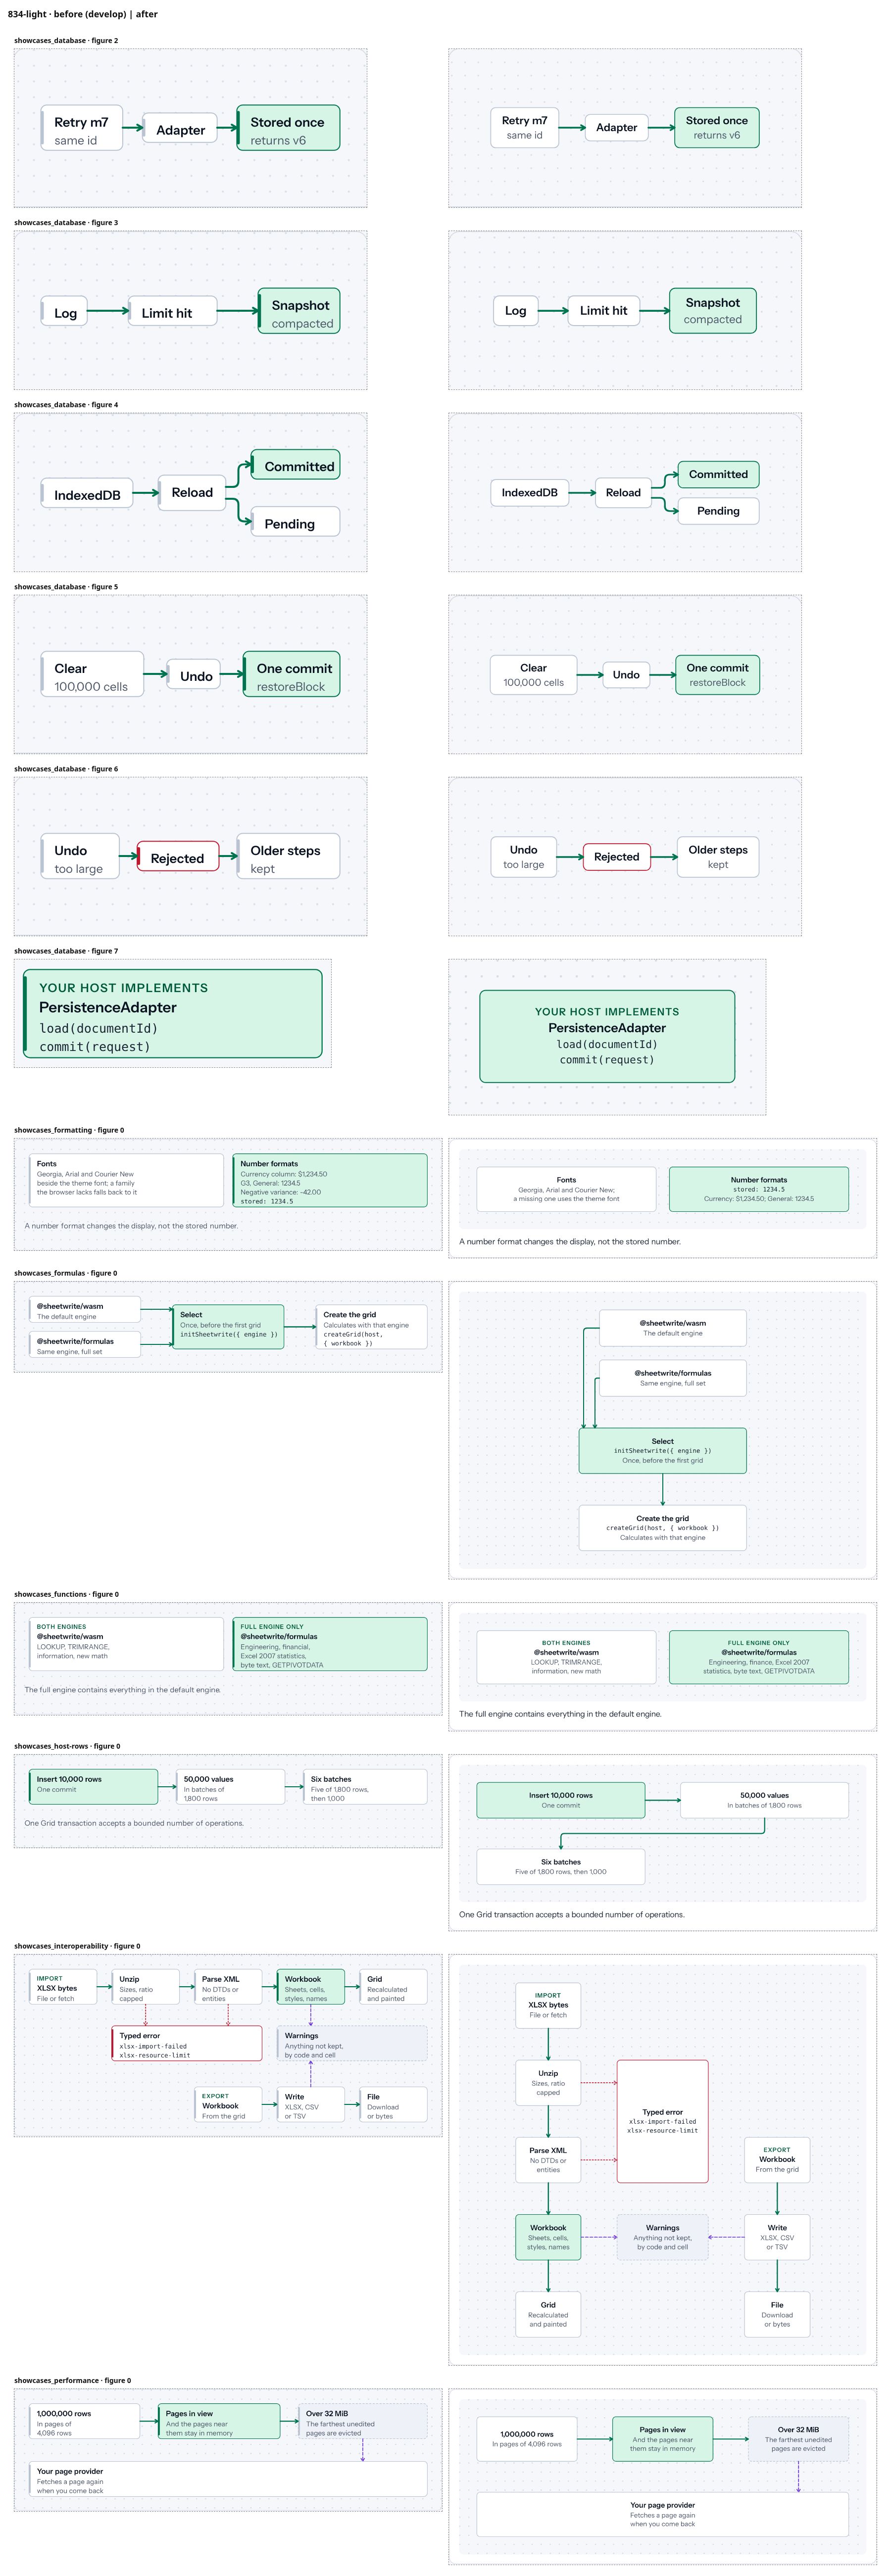 834-light · before (develop) | after
showcases_database · figure 2
Retry m7
same id
Adapter
Stored once
returns v6
Retry m7
same id
Adapter
Stored once
returns v6
showcases_database · figure 3
Log
Limit hit
Snapshot
compacted
Log
Limit hit
Snapshot
compacted
showcases_database · figure 4
IndexedDB
Reload
Committed
Pending
IndexedDB
Reload
Committed
Pending
showcases_database · figure 5
Clear
100,000 cells
Undo
One commit
restoreBlock
Clear
100,000 cells
Undo
One commit
restoreBlock
showcases_database · figure 6
Undo
too large
Rejected
Older steps
kept
Undo
too large
Rejected
Older steps
kept
showcases_database · figure 7
YOUR HOST IMPLEMENTS
PersistenceAdapter
load(documentId)
commit(request)
YOUR HOST IMPLEMENTS
PersistenceAdapter
load(documentId)
commit(request)
showcases_formatting · figure 0
Fonts
Georgia, Arial and Courier New
beside the theme font; a family
the browser lacks falls back to it
Number formats
Currency column: $1,234.50
G3, General: 1234.5
Negative variance: -42.00
stored: 1234.5
A number format changes the display, not the stored number.
Fonts
Georgia, Arial and Courier New;
a missing one uses the theme font
Number formats
stored: 1234.5
Currency: $1,234.50; General: 1234.5
A number format changes the display, not the stored number.
showcases_formulas · figure 0
@sheetwrite/wasm
The default engine
@sheetwrite/formulas
Same engine, full set
Select
Once, before the first grid
initSheetwrite({ engine })
Create the grid
Calculates with that engine
createGrid(host,
{ workbook })
@sheetwrite/wasm
The default engine
@sheetwrite/formulas
Same engine, full set
Select
initSheetwrite({ engine })
Once, before the first grid
Create the grid
createGrid(host, { workbook })
Calculates with that engine
showcases_functions · figure 0
BOTH ENGINES
@sheetwrite/wasm
LOOKUP, TRIMRANGE,
information, new math
FULL ENGINE ONLY
@sheetwrite/formulas
Engineering, financial,
Excel 2007 statistics,
byte text, GETPIVOTDATA
The full engine contains everything in the default engine.
BOTH ENGINES
@sheetwrite/wasm
LOOKUP, TRIMRANGE,
information, new math
FULL ENGINE ONLY
@sheetwrite/formulas
Engineering, finance, Excel 2007
statistics, byte text, GETPIVOTDATA
The full engine contains everything in the default engine.
showcases_host-rows · figure 0
Insert 10,000 rows
One commit
50,000 values
In batches of
1,800 rows
Six batches
Five of 1,800 rows,
then 1,000
One Grid transaction accepts a bounded number of operations.
Insert 10,000 rows
One commit
50,000 values
In batches of 1,800 rows
Six batches
Five of 1,800 rows, then 1,000
One Grid transaction accepts a bounded number of operations.
showcases_interoperability · figure 0
IMPORT
XLSX bytes
File or fetch
Unzip
Sizes, ratio
capped
Parse XML
No DTDs or
entities
Workbook
Sheets, cells,
styles, names
Grid
Recalculated
and painted
Typed error
xlsx-import-failed
xlsx-resource-limit
Warnings
Anything not kept,
by code and cell
EXPORT
Workbook
From the grid
Write
XLSX, CSV
or TSV
File
Download
or bytes
IMPORT
XLSX bytes
File or fetch
Unzip
Sizes, ratio
capped
Typed error
xlsx-import-failed
xlsx-resource-limit
Parse XML
No DTDs or
entities
EXPORT
Workbook
From the grid
Workbook
Sheets, cells,
styles, names
Warnings
Anything not kept,
by code and cell
Write
XLSX, CSV
or TSV
Grid
Recalculated
and painted
File
Download
or bytes
showcases_performance · figure 0
1,000,000 rows
In pages of
4,096 rows
Pages in view
And the pages near
them stay in memory
Over 32 MiB
The farthest unedited
pages are evicted
Your page provider
Fetches a page again
when you come back
1,000,000 rows
In pages of 4,096 rows
Pages in view
And the pages near
them stay in memory
Over 32 MiB
The farthest unedited
pages are evicted
Your page provider
Fetches a page again
when you come back